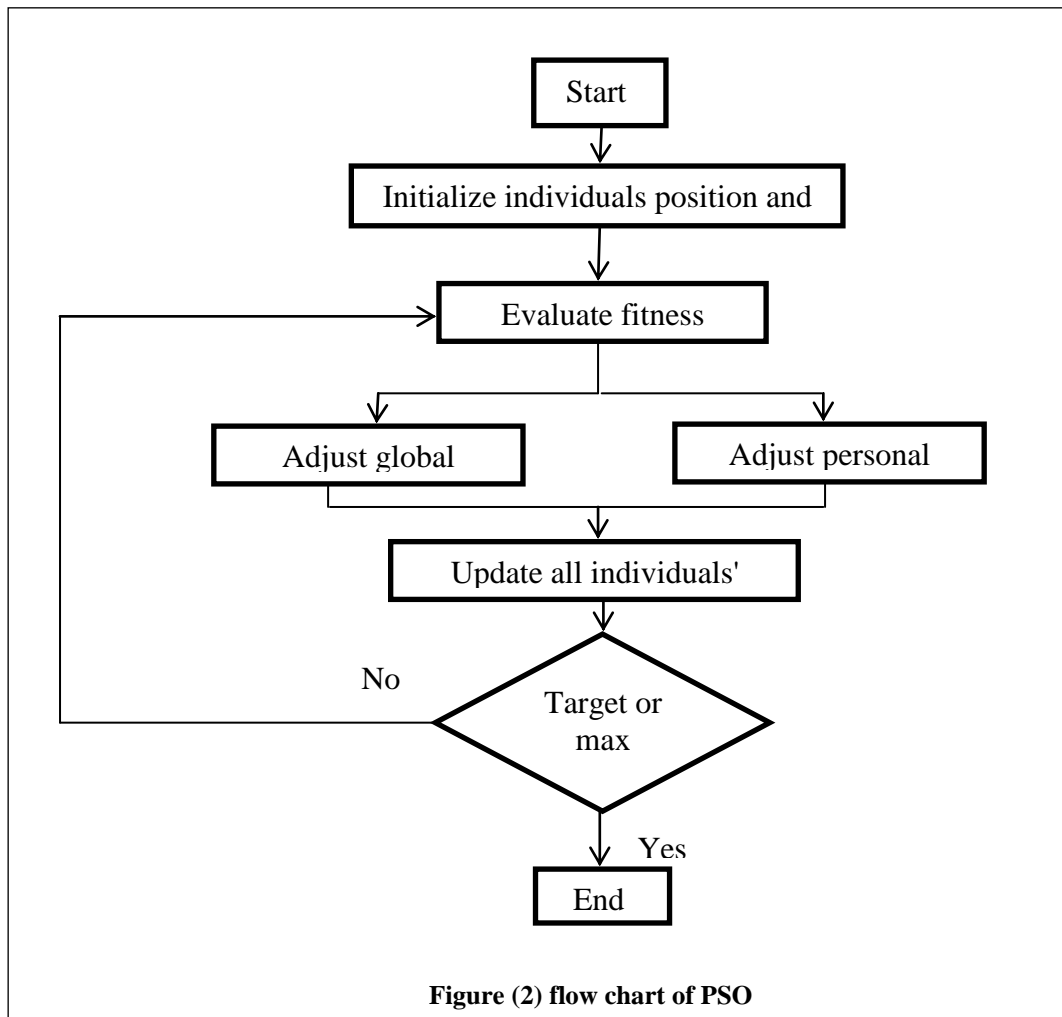 Start
Initialize individuals position and
Evaluate fitness
Adjust global
Adjust personal
Update all individuals'
No
Target or
max
Yes
End
Figure (2) flow chart of PSO